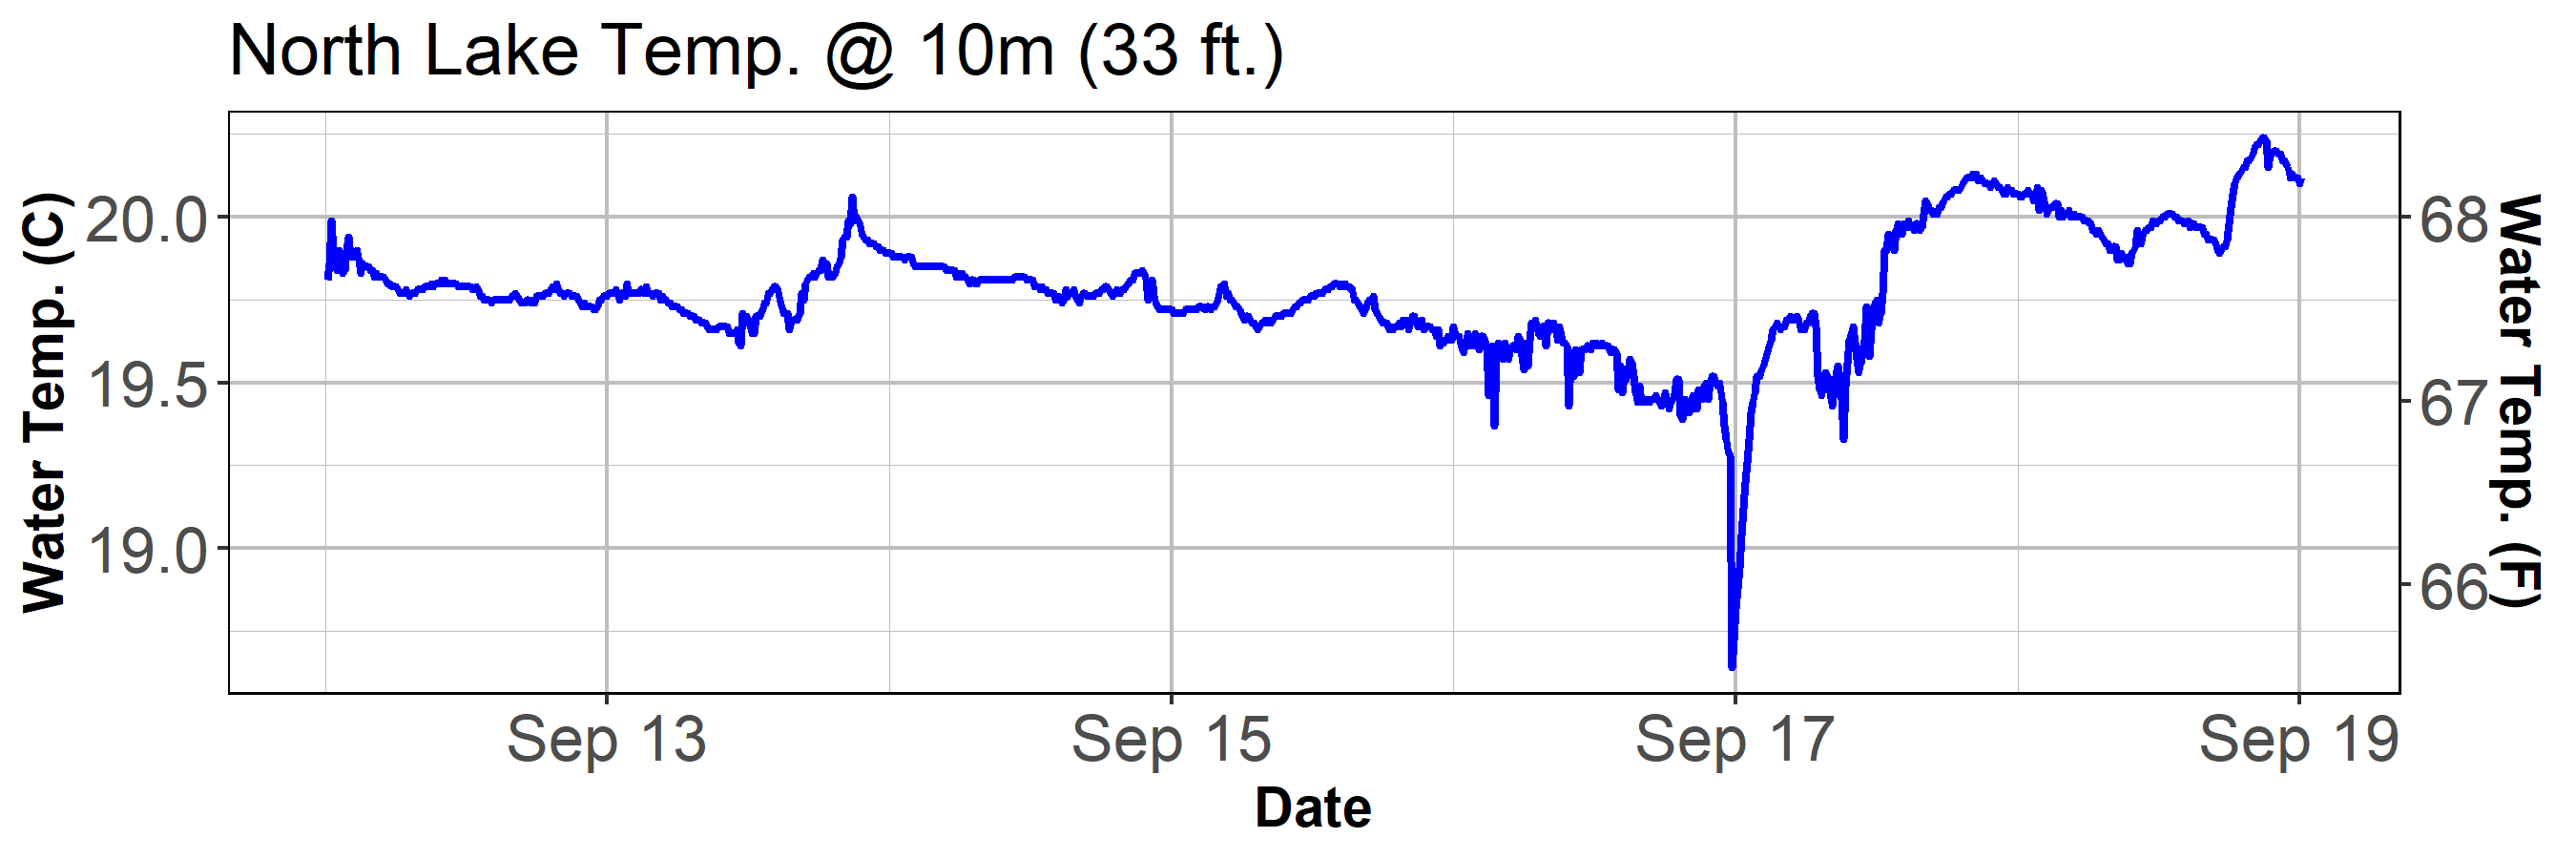 North Lake Temp. @ 10m (33 ft.)
Water Temp. (C)
20.0
19.5
19.0
68
67
66
Water Temp. (F)
Sep 13
Sep 15
Sep 17
Sep 19
Date